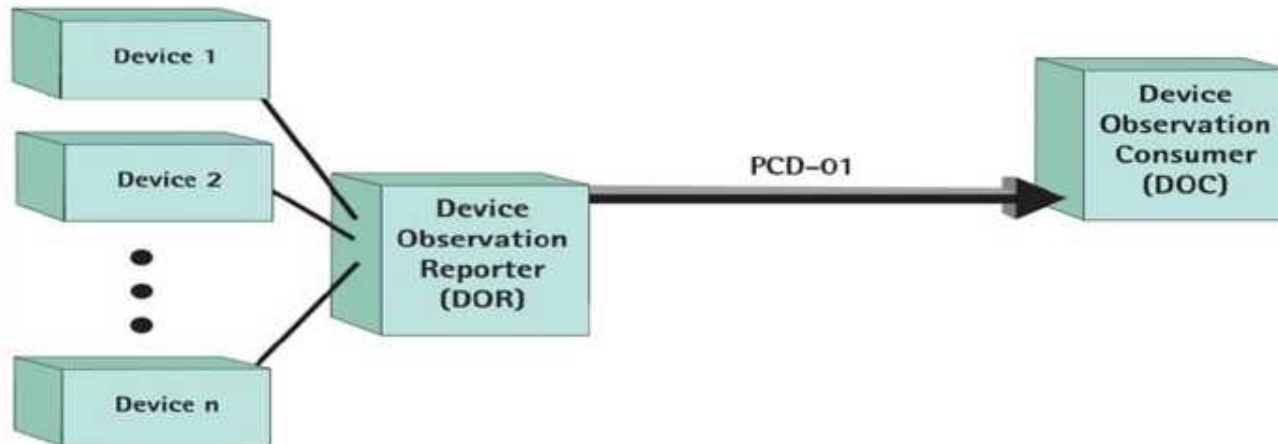 Device 1
Device 2
Device n
Device
Observation
Reporter
(DOR)
PCD-01
Device
Observation
Consumer
(DOC)